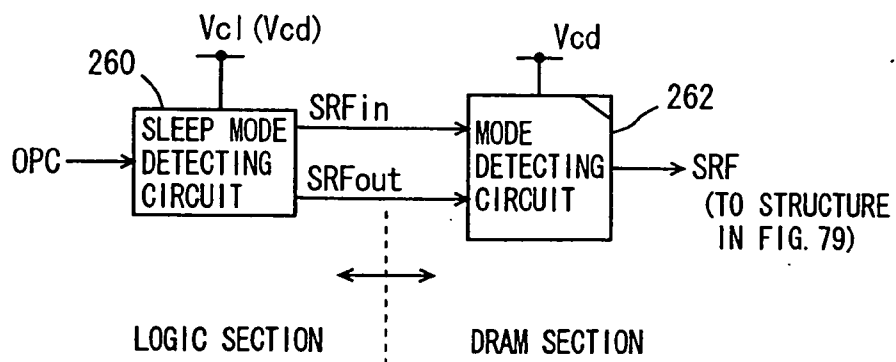 Vcl(Vcd)
Vcd
260
262
SRFin
SLEEP MODE
DETECTING
CIRCUIT
OPC
SRFout
MODE
DETECTING
CIRCUIT
SRF
(TO STRUCTURE
IN FIG. 79)
LOGIC SECTION
DRAM SECTION